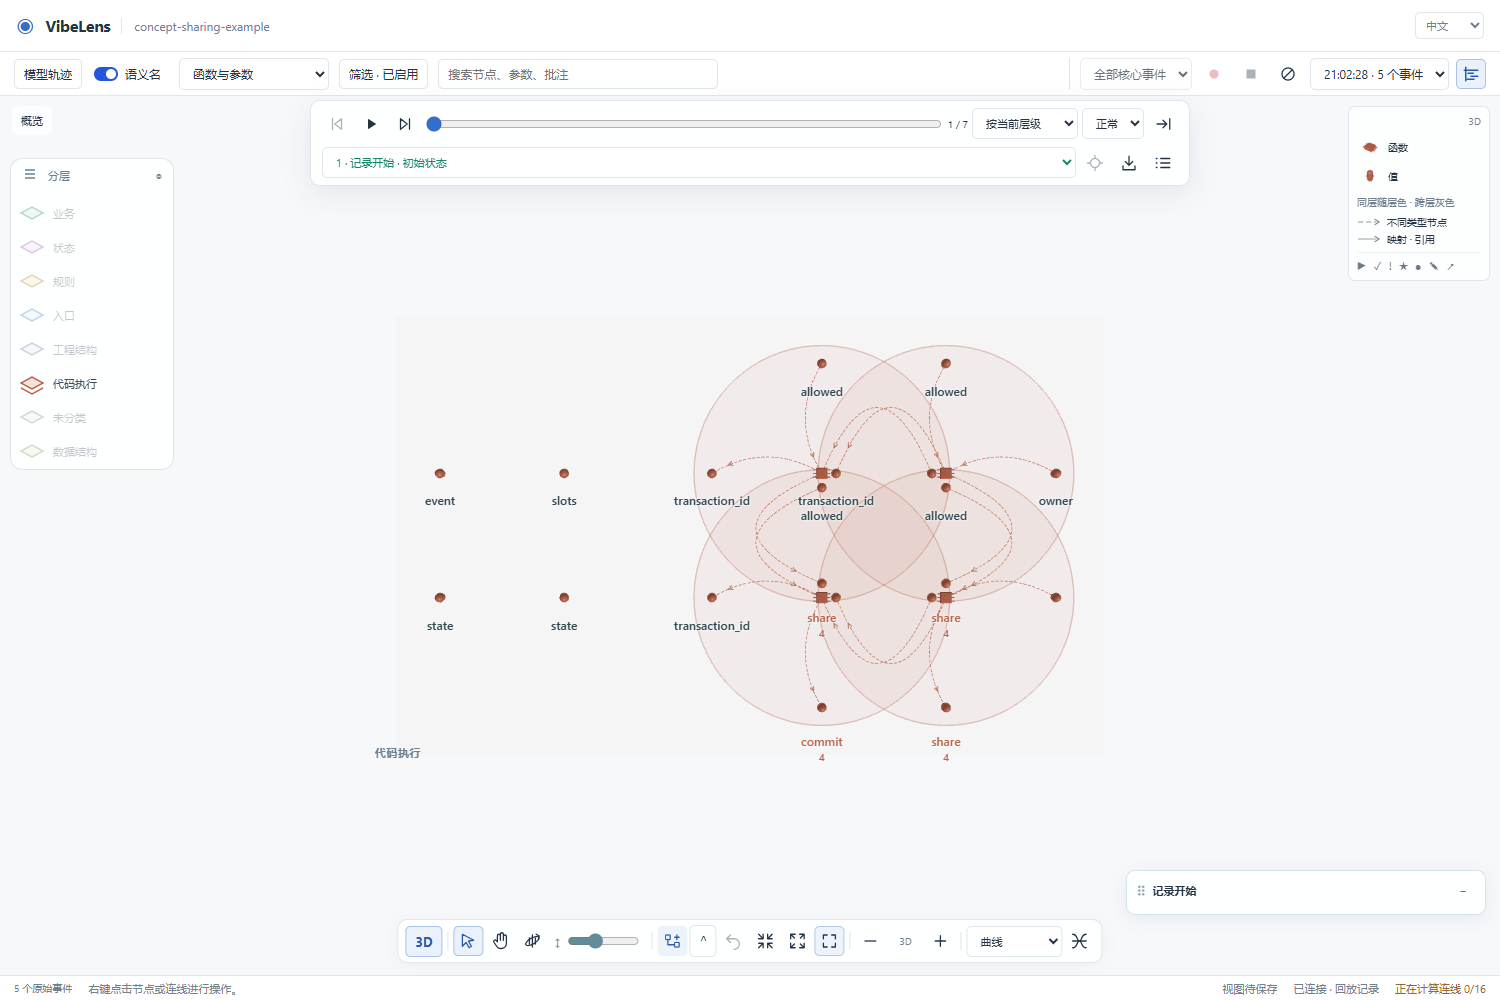 VibeLens
concept-sharing-example
中文
模型轨迹
语义名
函数与参数
筛选 · 已启用
搜索节点、参数、批注
全部核心事件
21:02:28 · 5 个事件
概览
1 / 7
按当前层级
正常
1 · 记录开始 · 初始状态
3D
函数
值
同层随层色 · 跨层灰色
不同类型节点
映射 · 引用
分层
业务
状态
规则
入口
工程结构
代码执行
未分类
数据结构
allowed
allowed
event
slots
transaction_id
transaction_id
owner
allowed
allowed
state
state
transaction_id
share
4
share
4
commit
4
share
4
代码执行
记录开始
3D
3D
曲线
5 个原始事件
右键点击节点或连线进行操作。
视图待保存
已连接 · 回放记录
正在计算连线 0/16